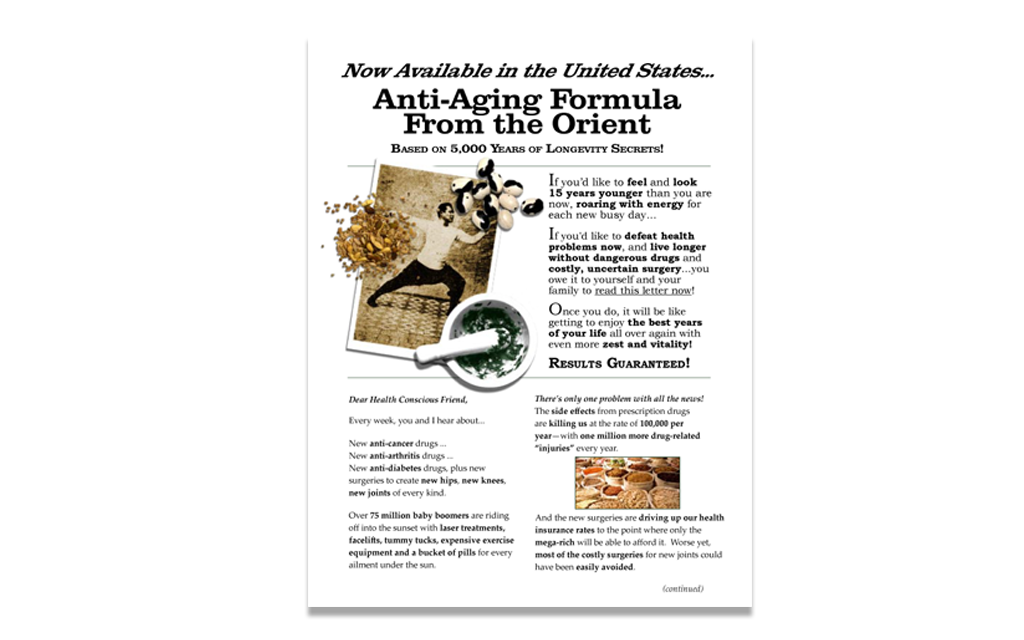 Now Available in the United States...
Anti-Aging Formula
From the Orient
BASED ON 5,000 YEARS OF LONGEVITY SECRETS!
If you'd like to feel and look
15 years younger than you are
now, roaring with energy for
each new busy day...
If you'd like to defeat health
problems now, and live longer
without dangerous drugs and
costly, uncertain surgery...you
owe it to yourself and your
family to read this letter now!
Once you do, it will be like
getting to enjoy the best years
of your life all over again with
even more zest and vitality!
RESULTS GUARANTEED!
Dear Health Conscious Friend,
Every week, you and I hear about...
New anti-cancer drugs ...
New anti-arthritis drugs ...
New anti-diabetes drugs, plus new
surgeries to create new hips, new knees,
new joints of every kind.
Over 75 million baby boomers are riding
off into the sunset with laser treatments,
facelifts, tummy tucks, expensive exercise
equipment and a bucket of pills for every
ailment under the sun.
There's only one problem with all the news!
The side effects from prescription drugs
are killing us at the rate of 100,000 per
year—with one million more drug-related
"injuries" every year.
And the new surgeries are driving up our health
insurance rates to the point where only the
mega-rich will be able to afford it.  Worse yet,
most of the costly surgeries for new joints could
have been easily avoided.
(continued)